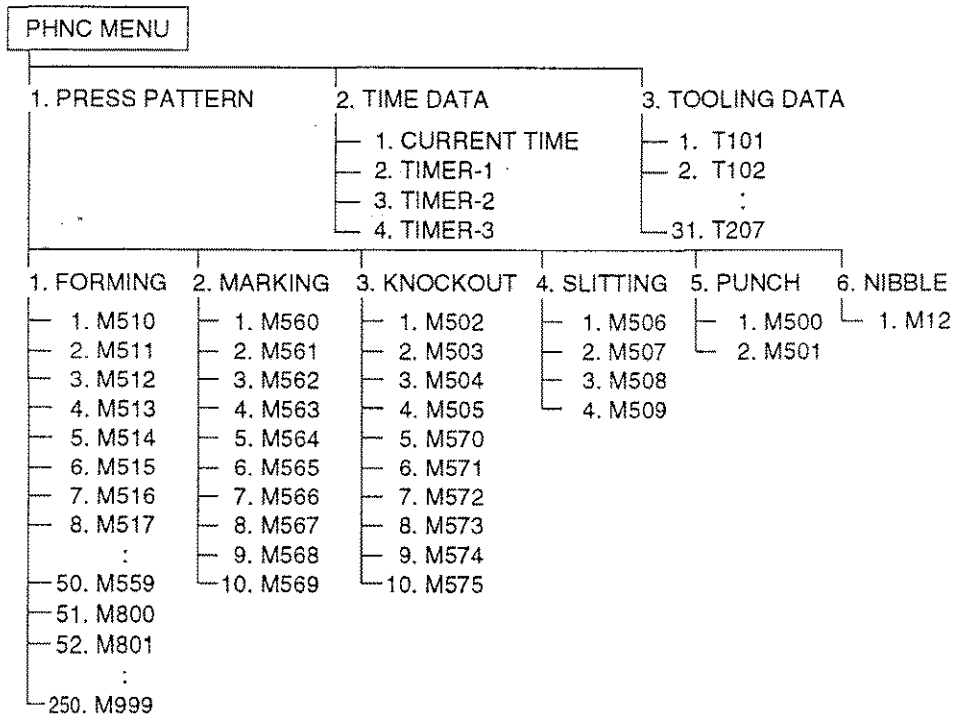 PHNC MENU
1. PRESS PATTERN
2. TIME DATA
1. CURRENT TIME
2. TIMER-1
3. TIMER-2
4. TIMER-3
3. TOOLING DATA
1. T101
2. T102
:
31. T207
1. FORMING
1. M510
2. M511
3. M512
4. M513
5. M514
6. M515
7. M516
8. M517
:
50. M559
51. M800
52. M801
:
250. M999
2. MARKING
1. M560
2. M561
3. M562
4. M563
5. M564
6. M565
7. M566
8. M567
9. M568
10. M569
3. KNOCKOUT
1. M502
2. M503
3. M504
4. M505
5. M570
6. M571
7. M572
8. M573
9. M574
10. M575
4. SLITTING
1. M506
2. M507
3. M508
4. M509
5. PUNCH
1. M500
2. M501
6. NIBBLE
1. M12